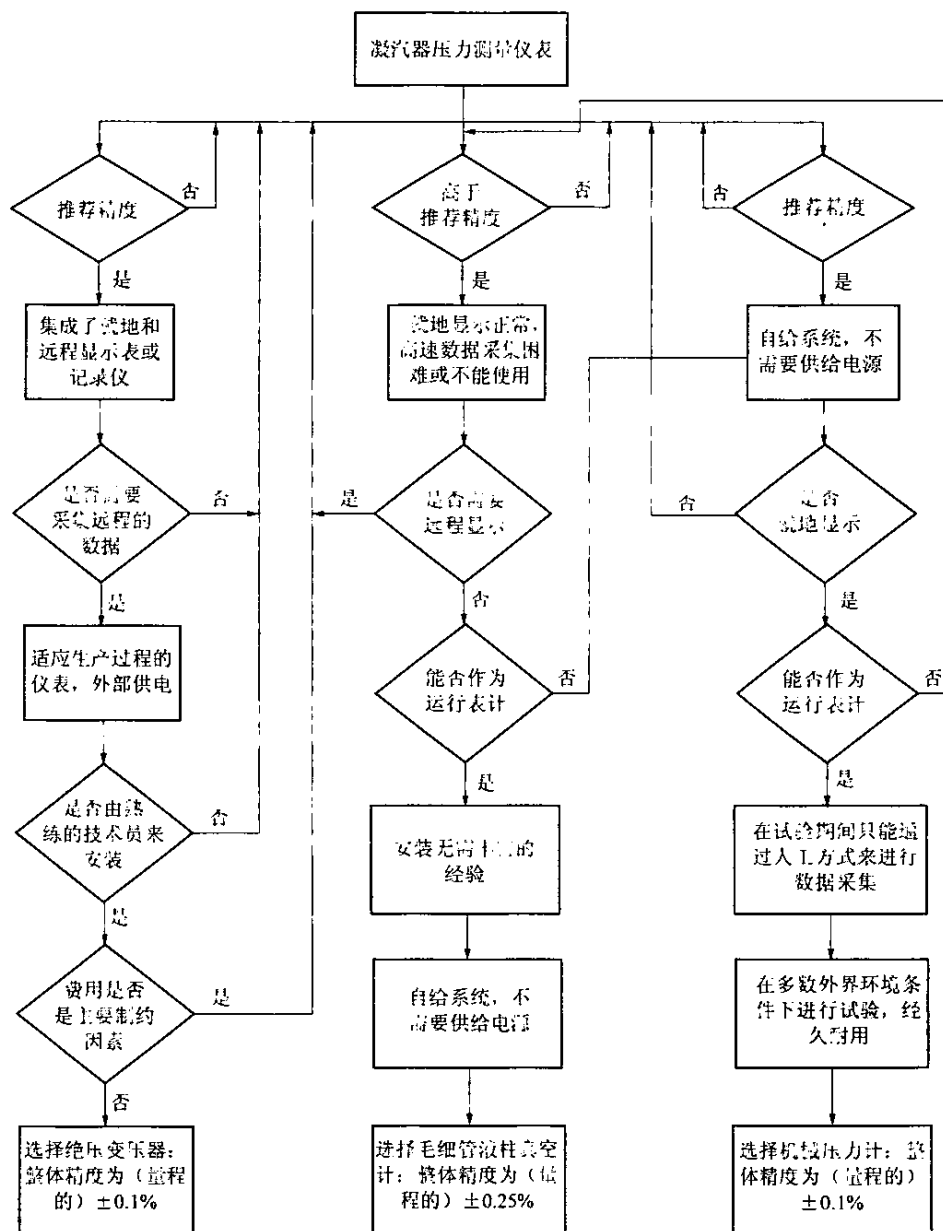 凝汽器压力测量仪表
推荐精度
否
是
集成了就地和
远程显示表或
记录仪
是否需要
采集远程的
数据
否
是
适应生产过程的
仪表，外部供电
是否由熟
练的技术员来
安装
否
是
费用是否
是主要制约
因素
是
否
选择绝压变压器：
整体精度为（量程
的）±0.1%
高于
推荐精度
否
是
就地显示正常，
高速数据采集困
难或不能使用
是否需要
远程显示
是
否
能否作为
运行表计
否
是
安装无需
的
经验
自给系统，不
需要供给电源
选择毛细管液柱真空
计：整体精度为（量
程的）±0.25%
推荐精度
否
是
自给系统，不
需要供给电源
是否
就地显示
否
是
能否作为
运行表计
否
是
在试验期间只能通
过人工方式来进行
数据采集
在多数外界环境条
件下进行试验，经
久耐用
选择机械压力计：整
体精度为（量程的）
±0.1%